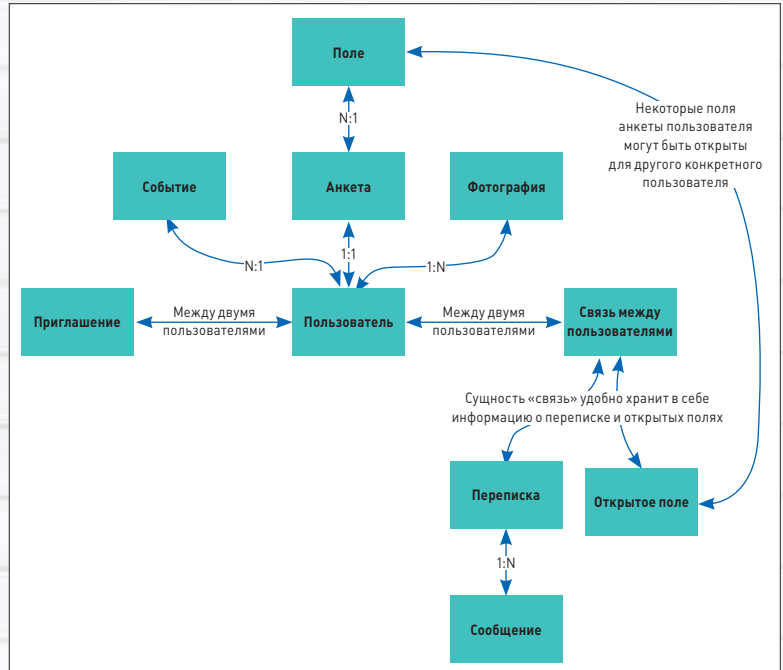 Поле
Некоторые поля
анкеты пользователя
могут быть открыты
для другого конкретного
пользователя
N:1
Событие
Анкета
Фотография
N:1
1:1
1:N
Приглашение
Между двумя
пользователями
Пользователь
Между двумя
пользователями
Связь между
пользователями
Сущность «связь» удобно хранит в себе
информацию о переписке и открытых полях
Переписка
Открытое поле
1:N
Сообщение